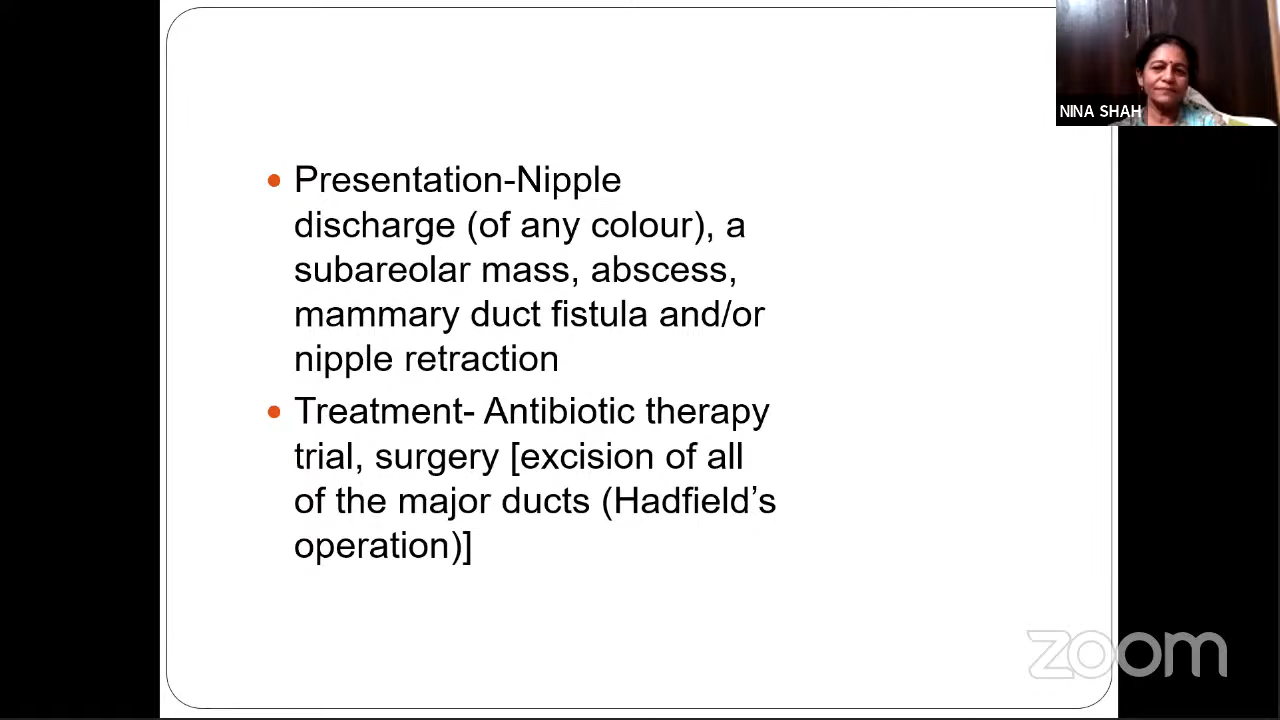 NINA SHAH
• Presentation-Nipple
discharge (of any colour), a
subareolar mass, abscess,
mammary duct fistula and/or
nipple retraction
• Treatment- Antibiotic therapy
trial, surgery [excision of all
of the major ducts (Hadfield’s
operation)]
zoom